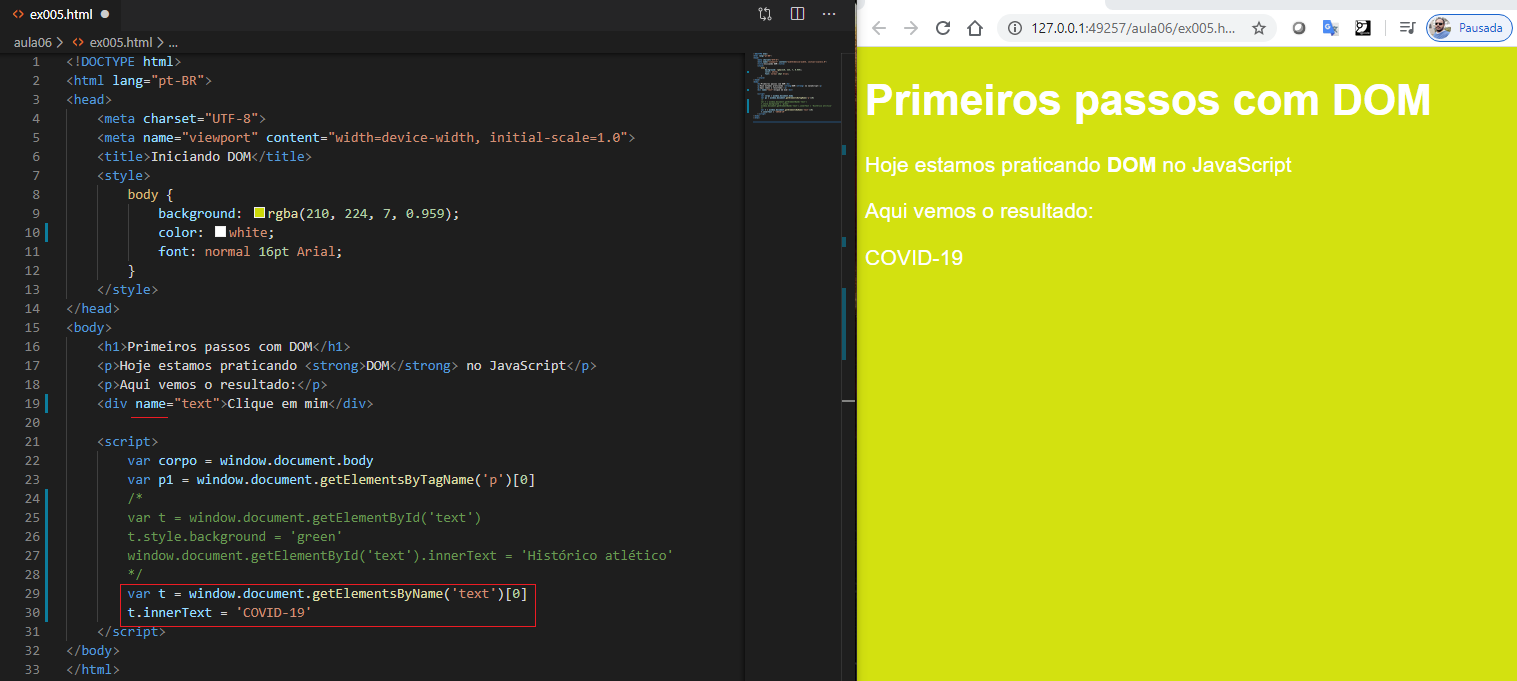 ex005.html
aula06 > ex005.html > ...
1 <!DOCTYPE html>
2 <html lang="pt-BR">
3 <head>
4 <meta charset="UTF-8">
5 <meta name="viewport" content="width=device-width, initial-scale=1.0">
6 <title>Iniciando DOM</title>
7 <style>
8 body {
9 background: rgba(210, 224, 7, 0.959);
10 color: white;
11 font: normal 16pt Arial;
12 }
13 </style>
14 </head>
15 <body>
16 <h1>Primeiros passos com DOM</h1>
17 <p>Hoje estamos praticando <strong>DOM</strong> no JavaScript</p>
18 <p>Aqui vemos o resultado:</p>
19 <div name="text">Clique em mim</div>
20
21 <script>
22 var corpo = window.document.body
23 var p1 = window.document.getElementsByTagName('p')[0]
24 /*
25 var t = window.document.getElementById('text')
26 t.style.background = 'green'
27 window.document.getElementById('text').innerText = 'Histórico atlético'
28 */
29 var t = window.document.getElementsByName('text')[0]
30 t.innerText = 'COVID-19'
31 </script>
32 </body>
33 </html>
127.0.0.1:49257/aula06/ex005.h...
Pausada
Primeiros passos com DOM
Hoje estamos praticando DOM no JavaScript
Aqui vemos o resultado:
COVID-19